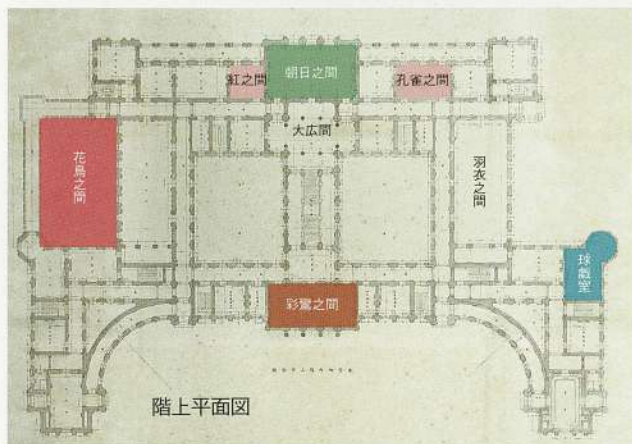 紅之間
朝日之間
孔雀之間
大広間
花鳥之間
羽衣之間
球戯室
彩鸞之間
階上平面図